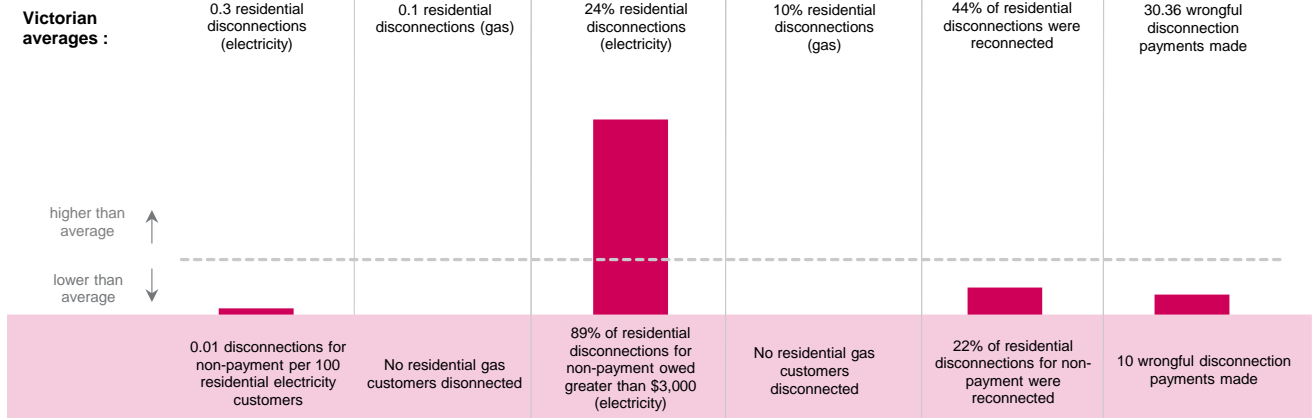 Victorian
averages :
0.3 residential
disconnections
(electricity)
0.1 residential
disconnections (gas)
24% residential
disconnections
(electricity)
10% residential
disconnections
(gas)
44% of residential
disconnections were
reconnected
30.36 wrongful
disconnection
payments made
higher than
average
lower than
average
0.01 disconnections for
non-payment per 100
residential electricity
customers
No residential gas
customers disonnected
89% of residential
disconnections for
non-payment owed
greater than $3,000
(electricity)
No residential gas
customers
disconnected
22% of residential
disconnections for non-
payment were
reconnected
10 wrongful disconnection
payments made